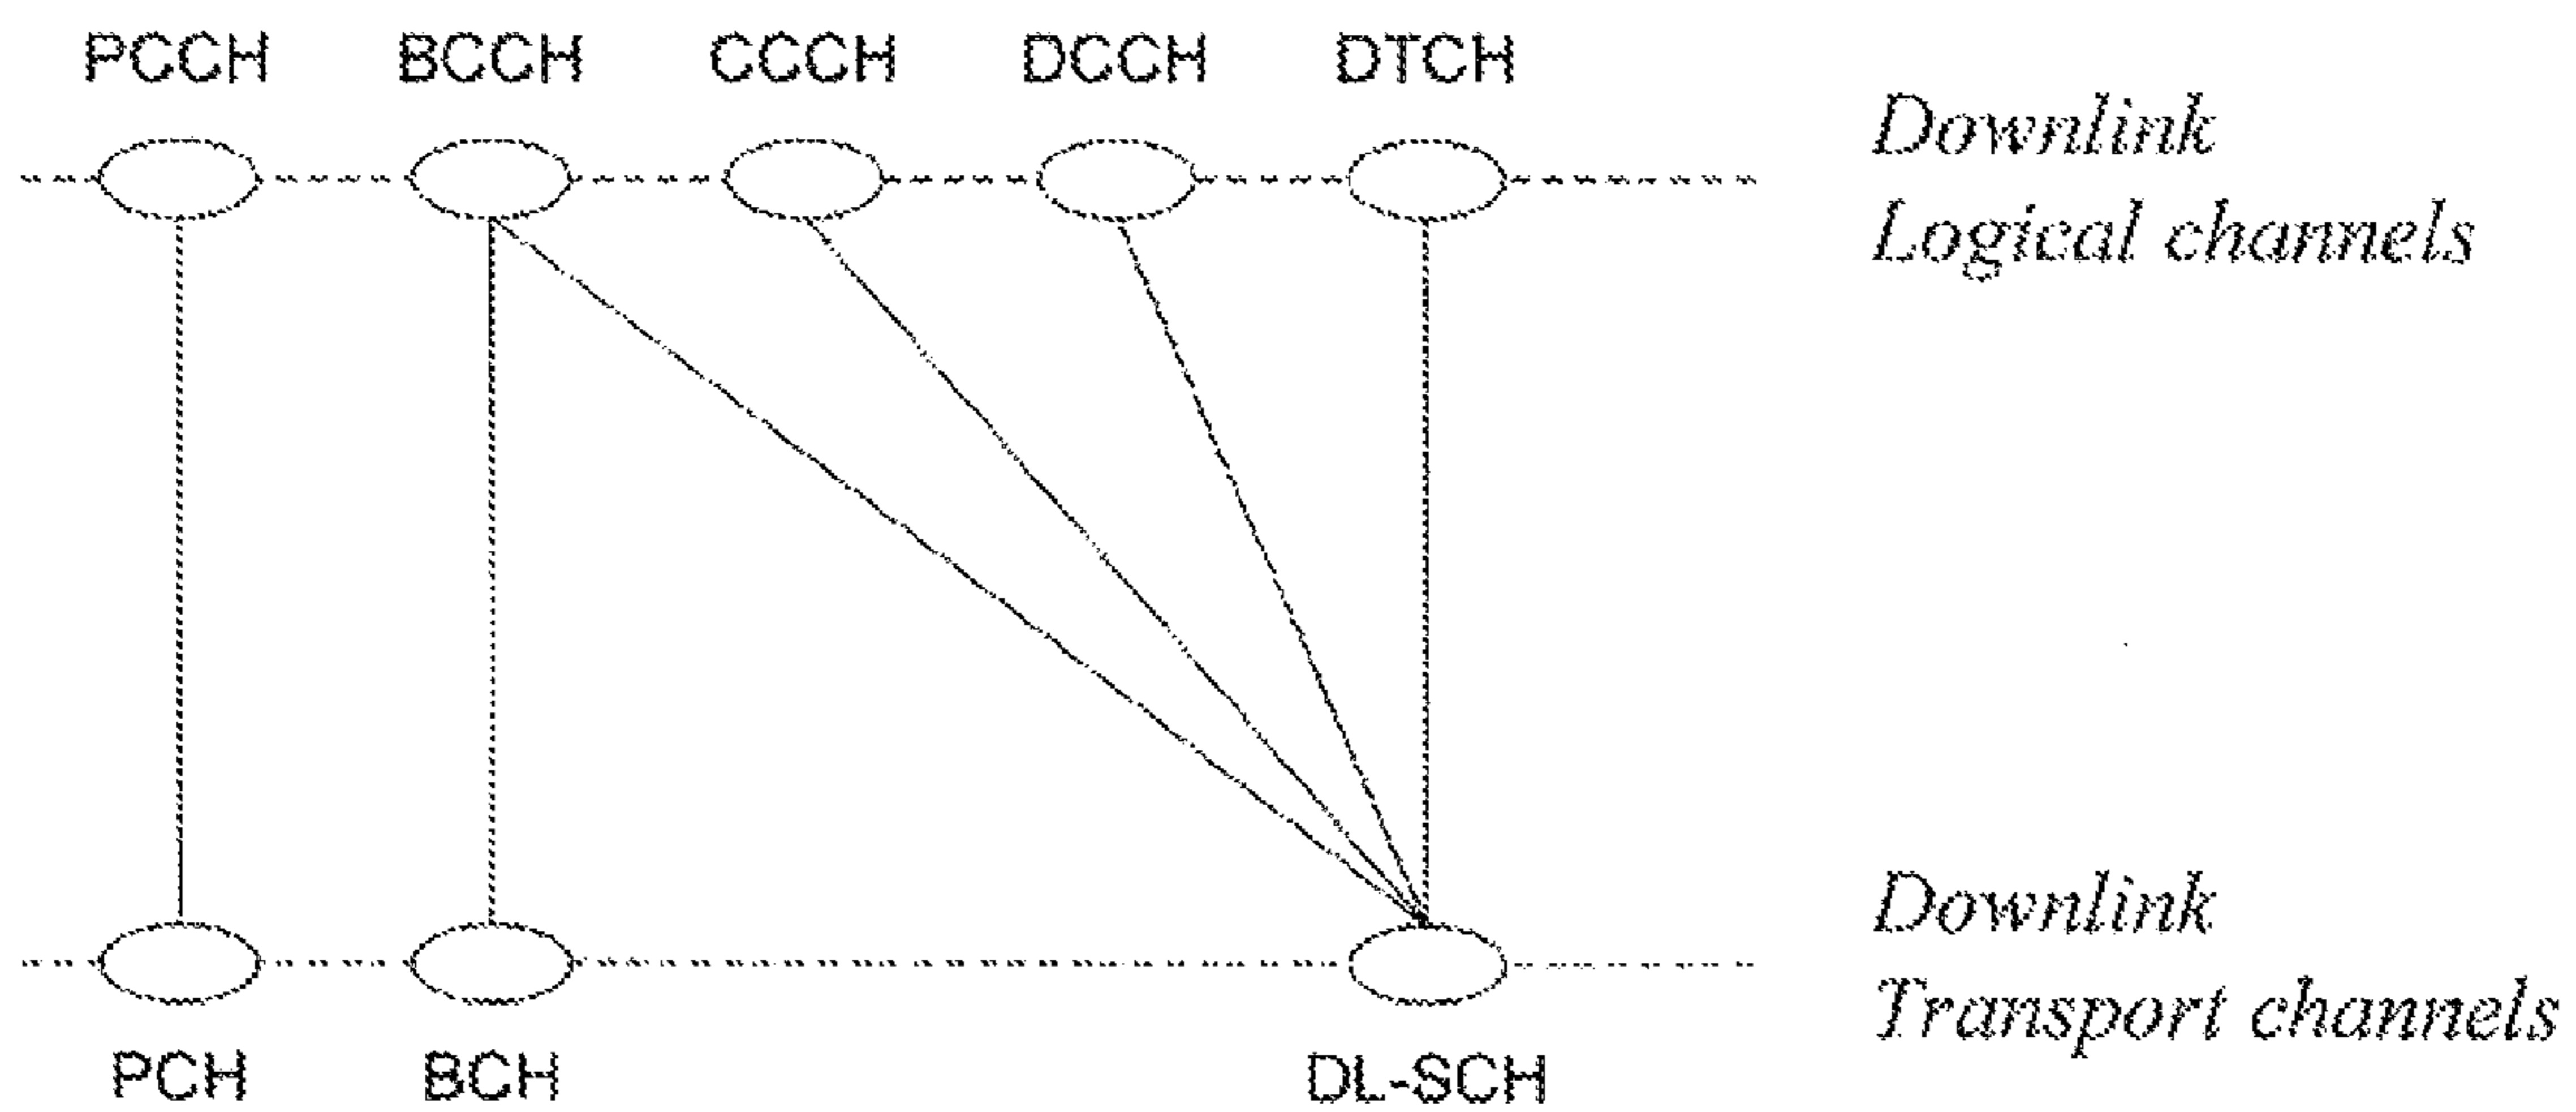 PCCH BCCH CCCH DCCH DTCH
Downlink
Logical channels
Downlink
Transport channels
PCH BCH DL-SCH